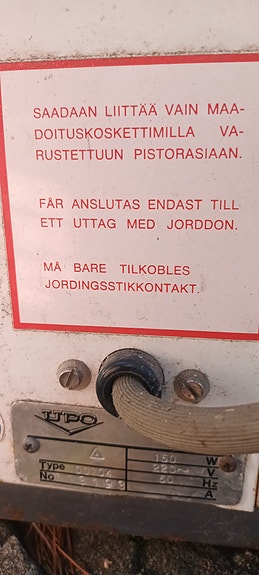 SAADAAN LIITTÄÄ VAIN MAA-
DOITUSKOSKETTIMILLA VA-
RUSTETTUUN PISTORASIAAN.
FÅR ANSLUTAS ENDAST TILL
ETT UTTAG MED JORDDON.
MÅ BARE TILKOBLES
JORDINGSSTIKKONTAKT.
UPO
150 W
Type 220~ V
No 50 Hz
A